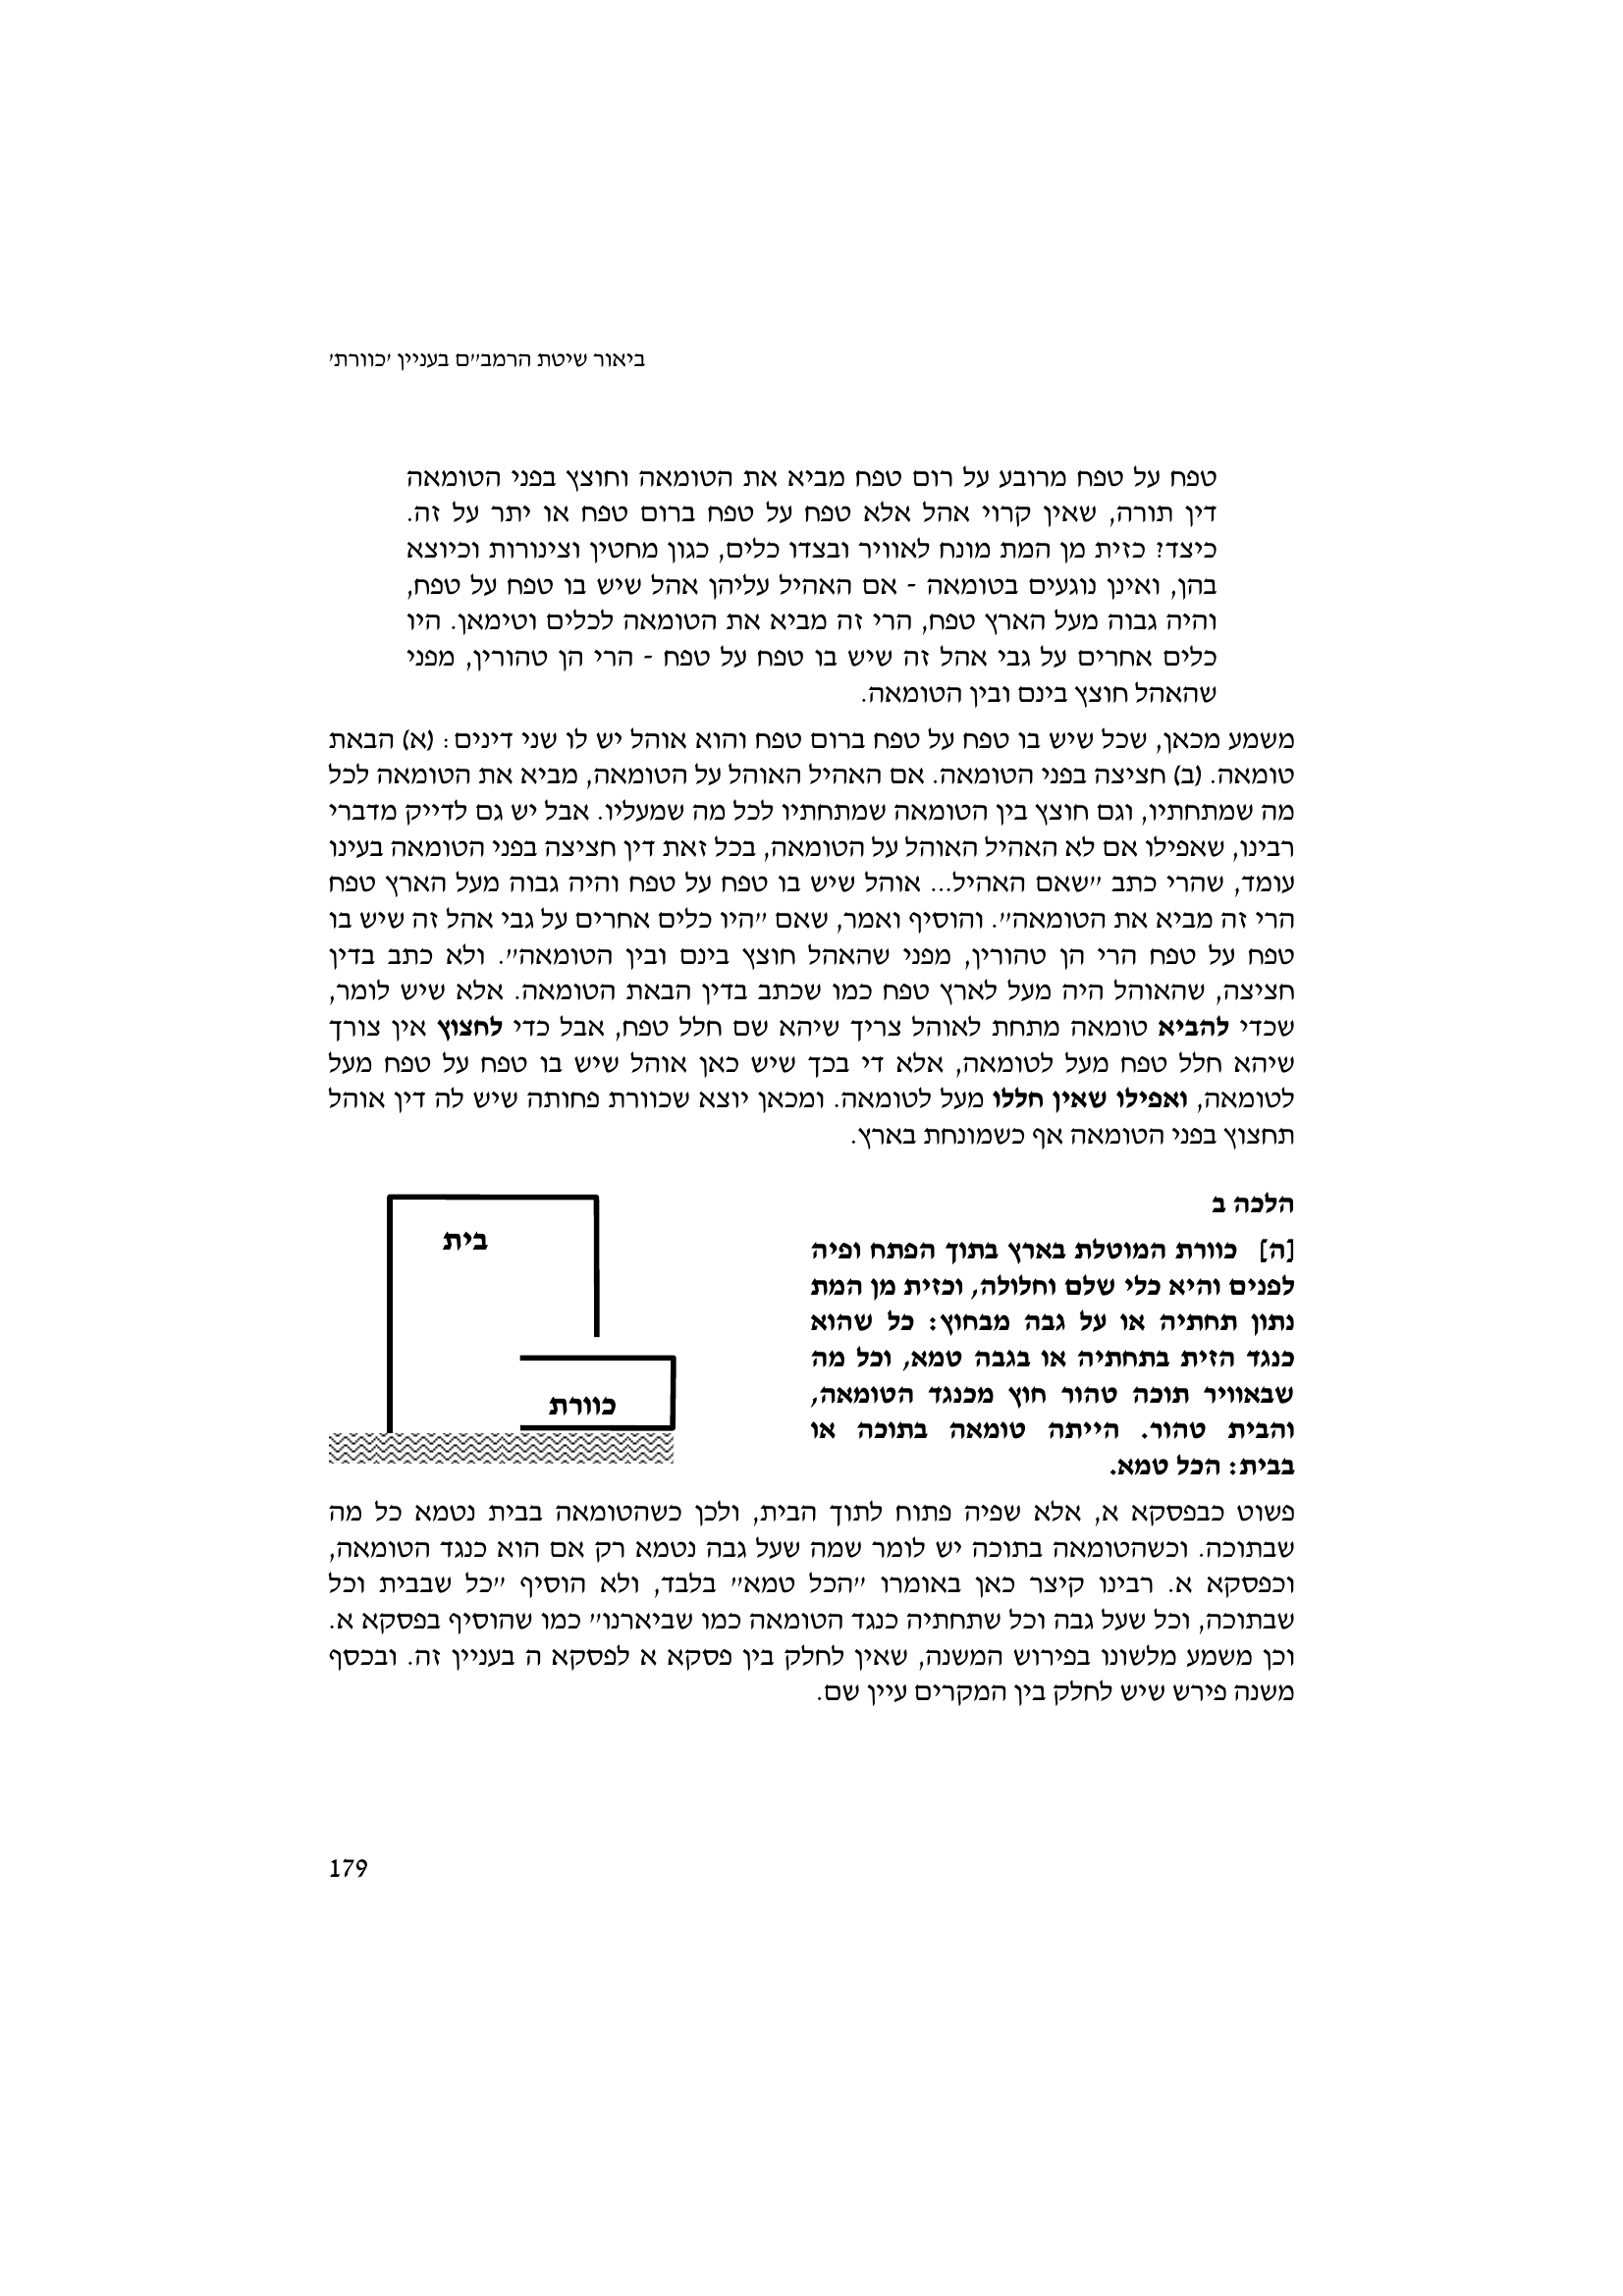 ביאור שיטת הרמב״ם בעניין ׳כוורת׳
טפח על טפח מרובע על רום טפח מביא את הטומאה וחוצץ בפני הטומאה
דין תורה, שאין קרוי אהל אלא טפח על טפח ברום טפח או יתר על זה.
כיצד? כזית מן המת מונח לאוויר ובצדו כלים, כגון מחטין וצינורות וכיוצא
בהן, ואינן נוגעים בטומאה - אם האהיל עליהן אהל שיש בו טפח על טפח,
והיה גבוה מעל הארץ טפח, הרי זה מביא את הטומאה לכלים וטימאן. היו
כלים אחרים על גבי אהל זה שיש בו טפח על טפח - הרי הן טהורין, מפני
שהאהל חוצץ בינם ובין הטומאה.
משמע מכאן, שכל שיש בו טפח על טפח ברום טפח והוא אוהל יש לו שני דינים: (א) הבאת
טומאה. (ב) חציצה בפני הטומאה. אם האהיל האוהל על הטומאה, מביא את הטומאה לכל
מה שמתחתיו, וגם חוצץ בין הטומאה שמתחתיו לכל מה שמעליו. אבל יש גם לדייק מדברי
רבינו, שאפילו אם לא האהיל האוהל על הטומאה, בכל זאת דין חציצה בפני הטומאה בעינו
עומד, שהרי כתב ״שאם האהיל... אוהל שיש בו טפח על טפח והיה גבוה מעל הארץ טפח
הרי זה מביא את הטומאה״. והוסיף ואמר, שאם ״היו כלים אחרים על גבי אהל זה שיש בו
טפח על טפח הרי הן טהורין, מפני שהאהל חוצץ בינם ובין הטומאה״. ולא כתב בדין
חציצה, שהאוהל היה מעל לארץ טפח כמו שכתב בדין הבאת הטומאה. אלא שיש לומר,
שכדי להביא טומאה מתחת לאוהל צריך שיהא שם חלל טפח, אבל כדי לחצוץ אין צורך
שיהא חלל טפח מעל לטומאה, אלא די בכך שיש כאן אוהל שיש בו טפח על טפח מעל
לטומאה, ואפילו שאין חללו מעל לטומאה. ומכאן יוצא שכוורת פחותה שיש לה דין אוהל
תחצוץ בפני הטומאה אף כשמונחת בארץ.
הלכה ב
[ה] כוורת המוטלת בארץ בתוך הפתח ופיה
לפנים והיא כלי שלם וחלולה, וכזית מן המת
נתון תחתיה או על גבה מבחוץ: כל שהוא
כנגד הזית בתחתיה או בגבה טמא, וכל מה
שבאוויר תוכה טהור חוץ מכנגד הטומאה,
והבית טהור. הייתה טומאה בתוכה או
בבית: הכל טמא.
בית
כוורת
פשוט כבפסקא א, אלא שפיה פתוח לתוך הבית, ולכן כשהטומאה בבית נטמא כל מה
שבתוכה. וכשהטומאה בתוכה יש לומר שמה שעל גבה נטמא רק אם הוא כנגד הטומאה,
וכפסקא א. רבינו קיצר כאן באומרו ״הכל טמא״ בלבד, ולא הוסיף ״כל שבבית וכל
שבתוכה, וכל שעל גבה וכל שתחתיה כנגד הטומאה כמו שביארנו״ כמו שהוסיף בפסקא א.
וכן משמע מלשונו בפירוש המשנה, שאין לחלק בין פסקא א לפסקא ה בעניין זה. ובכסף
משנה פירש שיש לחלק בין המקרים עיין שם.
179